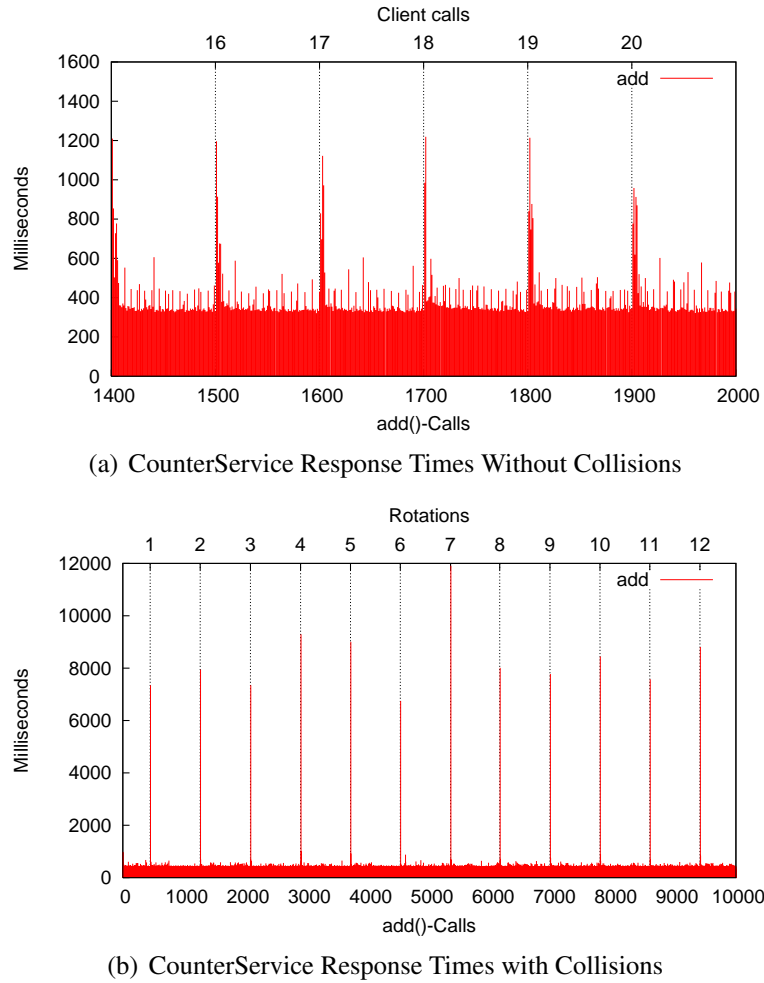 Client calls
16 17 18 19 20
1600
add
1400
1200
1000
800
600
400
200
0
Milliseconds
1400 1500 1600 1700 1800 1900 2000
add()-Calls
(a) CounterService Response Times Without Collisions
Rotations
1 2 3 4 5 6 7 8 9 10 11 12
12000
add
10000
8000
6000
4000
2000
0
Milliseconds
0 1000 2000 3000 4000 5000 6000 7000 8000 9000 10000
add()-Calls
(b) CounterService Response Times with Collisions